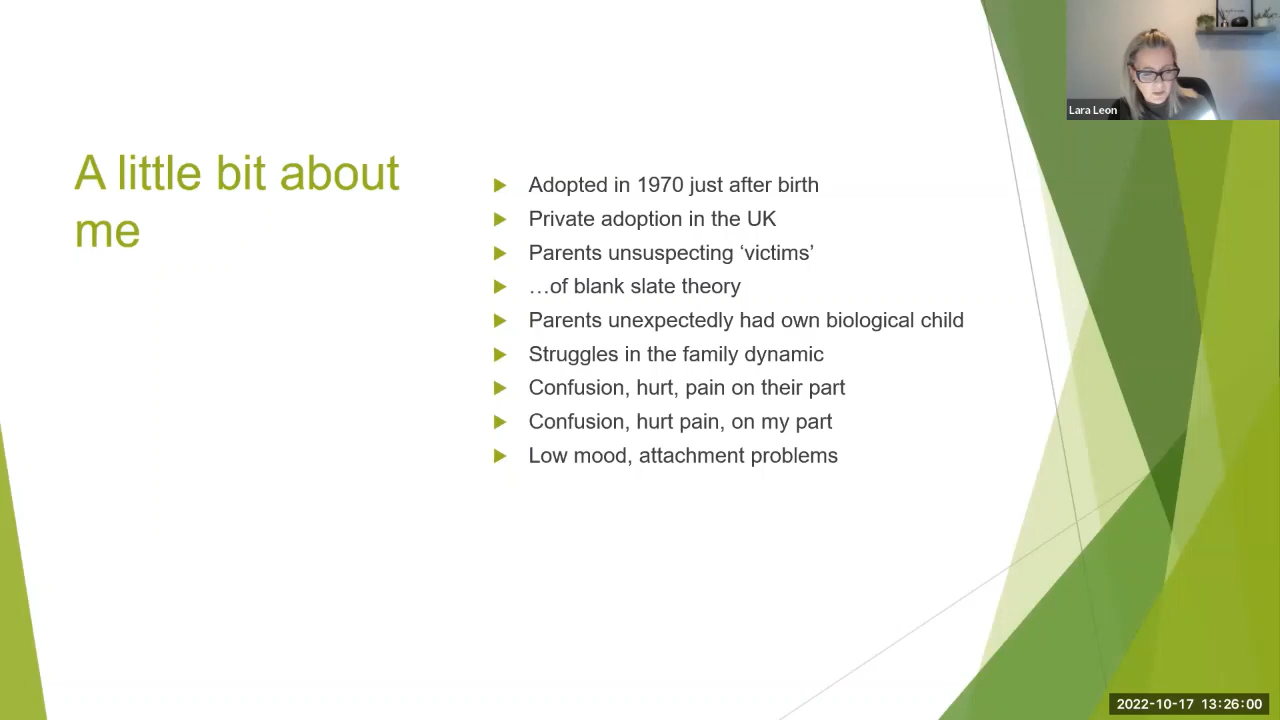 A little bit about
me
Adopted in 1970 just after birth
Private adoption in the UK
Parents unsuspecting ‘victims’
…of blank slate theory
Parents unexpectedly had own biological child
Struggles in the family dynamic
Confusion, hurt, pain on their part
Confusion, hurt pain, on my part
Low mood, attachment problems
Lara Leon
2022-10-17 13:26:00